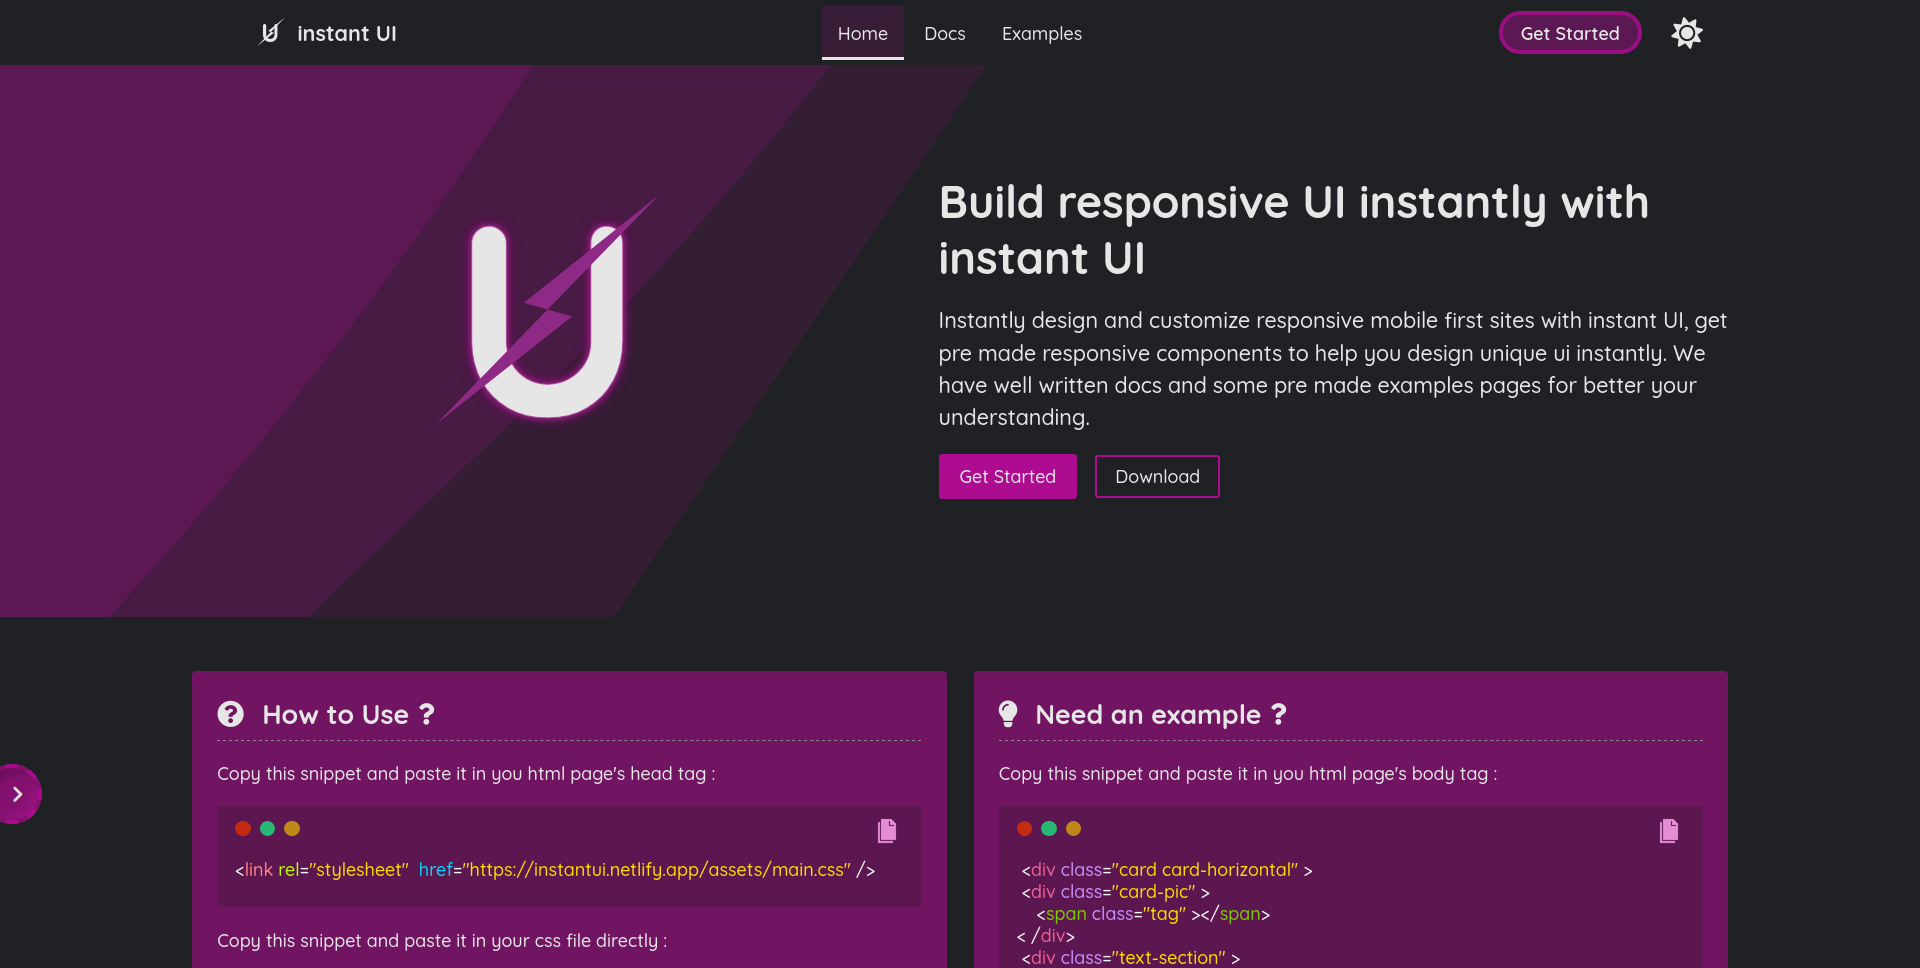 instant UI
Home
Docs
Examples
Get Started
Build responsive UI instantly with
instant UI
Instantly design and customize responsive mobile first sites with instant UI, get
pre made responsive components to help you design unique ui instantly. We
have well written docs and some pre made examples pages for better your
understanding.
Get Started
Download
How to Use ?
Copy this snippet and paste it in you html page's head tag :
<link rel="stylesheet"  href="https://instantui.netlify.app/assets/main.css" />
Copy this snippet and paste it in your css file directly :
Need an example ?
Copy this snippet and paste it in you html page's body tag :
<div class="card card-horizontal" >
<div class="card-pic" >
<span class="tag" ></span>
< /div>
<div class="text-section" >